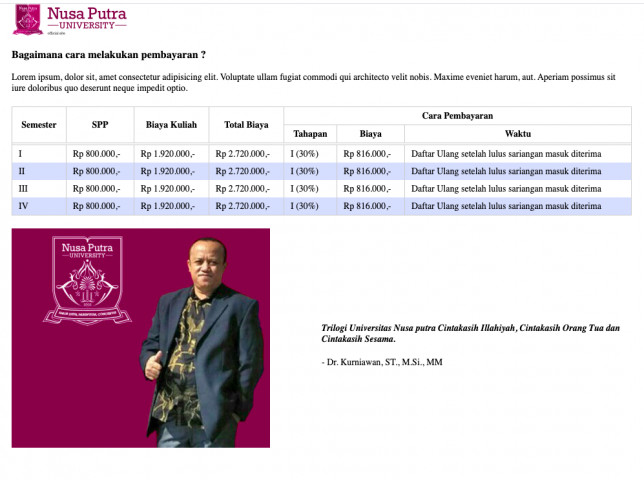 Nusa Putra
UNIVERSITY
Bagaimana cara melakukan pembayaran ?
Lorem ipsum, dolor sit, amet consectetur adipisicing elit. Voluptate ullam fugiat commodi qui architecto velit nobis. Maxime eveniet harum, aut. Aperiam possimus sit
iure doloribus quo deserunt neque impedit optio.
Semester SPP Biaya Kuliah Total Biaya Cara Pembayaran
Tahapan Biaya Waktu
I Rp 800.000,- Rp 1.920.000,- Rp 2.720.000,- I (30%) Rp 816.000,- Daftar Ulang setelah lulus sariangan masuk diterima
II Rp 800.000,- Rp 1.920.000,- Rp 2.720.000,- I (30%) Rp 816.000,- Daftar Ulang setelah lulus sariangan masuk diterima
III Rp 800.000,- Rp 1.920.000,- Rp 2.720.000,- I (30%) Rp 816.000,- Daftar Ulang setelah lulus sariangan masuk diterima
IV Rp 800.000,- Rp 1.920.000,- Rp 2.720.000,- I (30%) Rp 816.000,- Daftar Ulang setelah lulus sariangan masuk diterima
Nusa Putra
UNIVERSITY
Trilogi Universitas Nusa putra Cintakasih Illahiyah, Cintakasih Orang Tua dan
Cintakasih Sesama.
- Dr. Kurniawan, ST., M.Si., MM